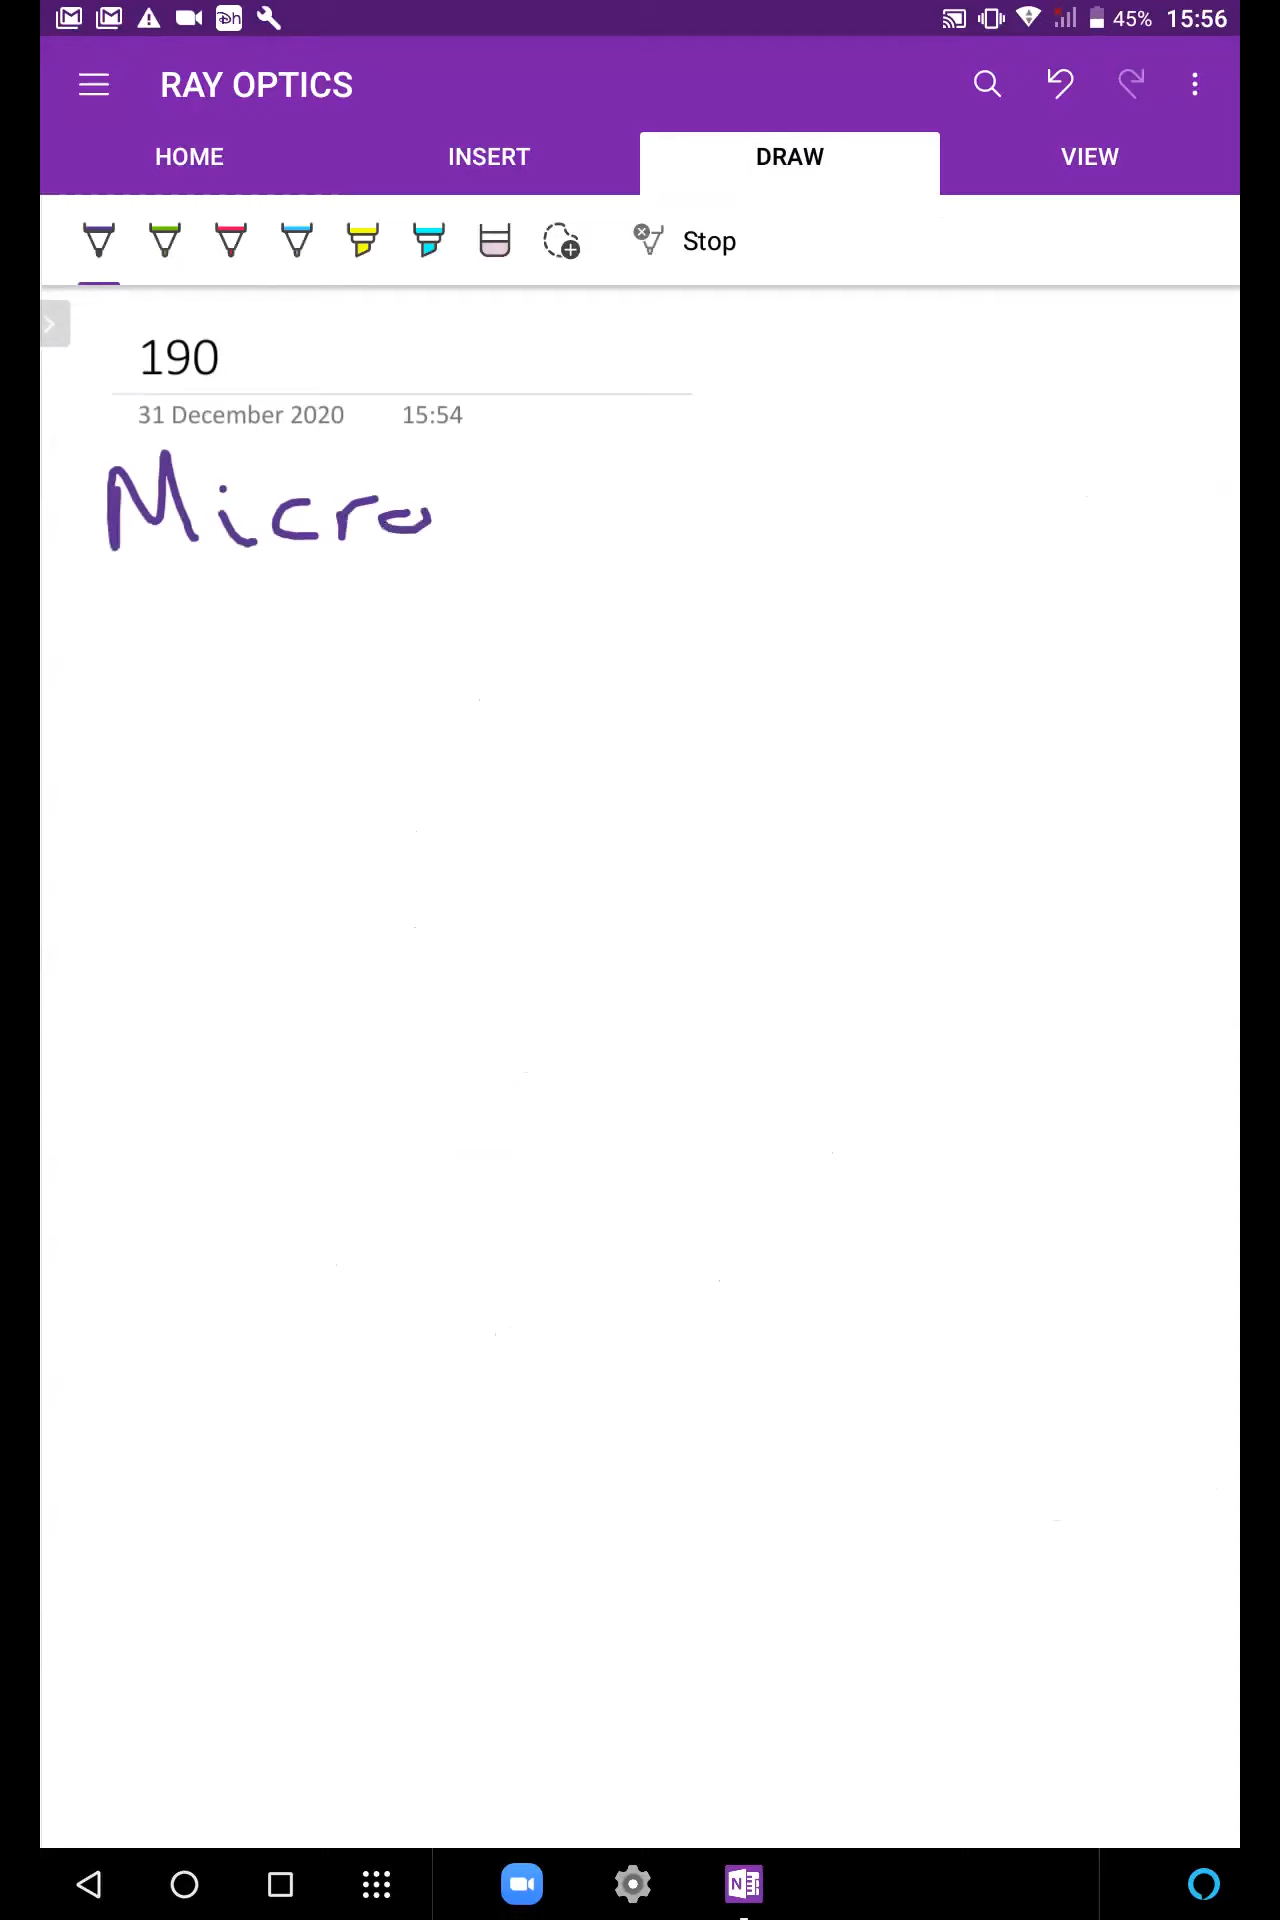 45% 15:56
RAY OPTICS
HOME INSERT DRAW VIEW
Stop
190
31 December 2020 15:54
Micro